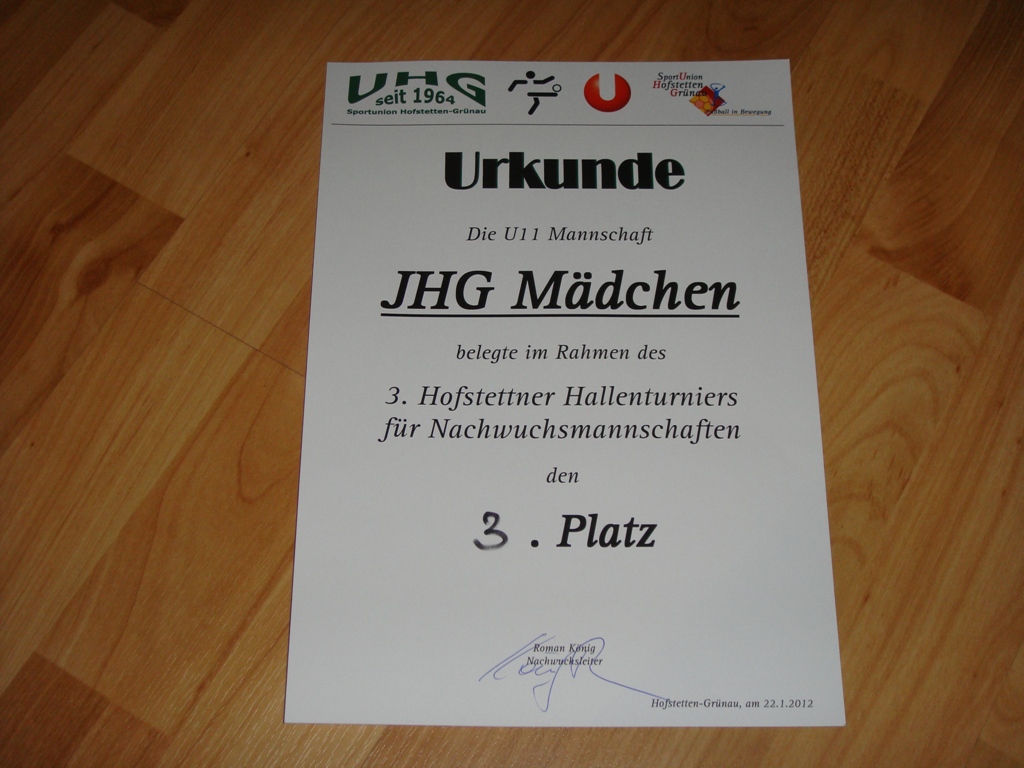 UHG
seit 1964
Sportunion Hofstetten-Grünau
SportUnion
Hofstetten
Grünau
Urkunde
Die U11 Mannschaft
JHG Mädchen
belegte im Rahmen des
3. Hofstettner Hallenturniers
für Nachwuchsmannschaften
den
3 . Platz
Roman König
Nachwuchsleiter
Hofstetten-Grünau, am 22.1.2012